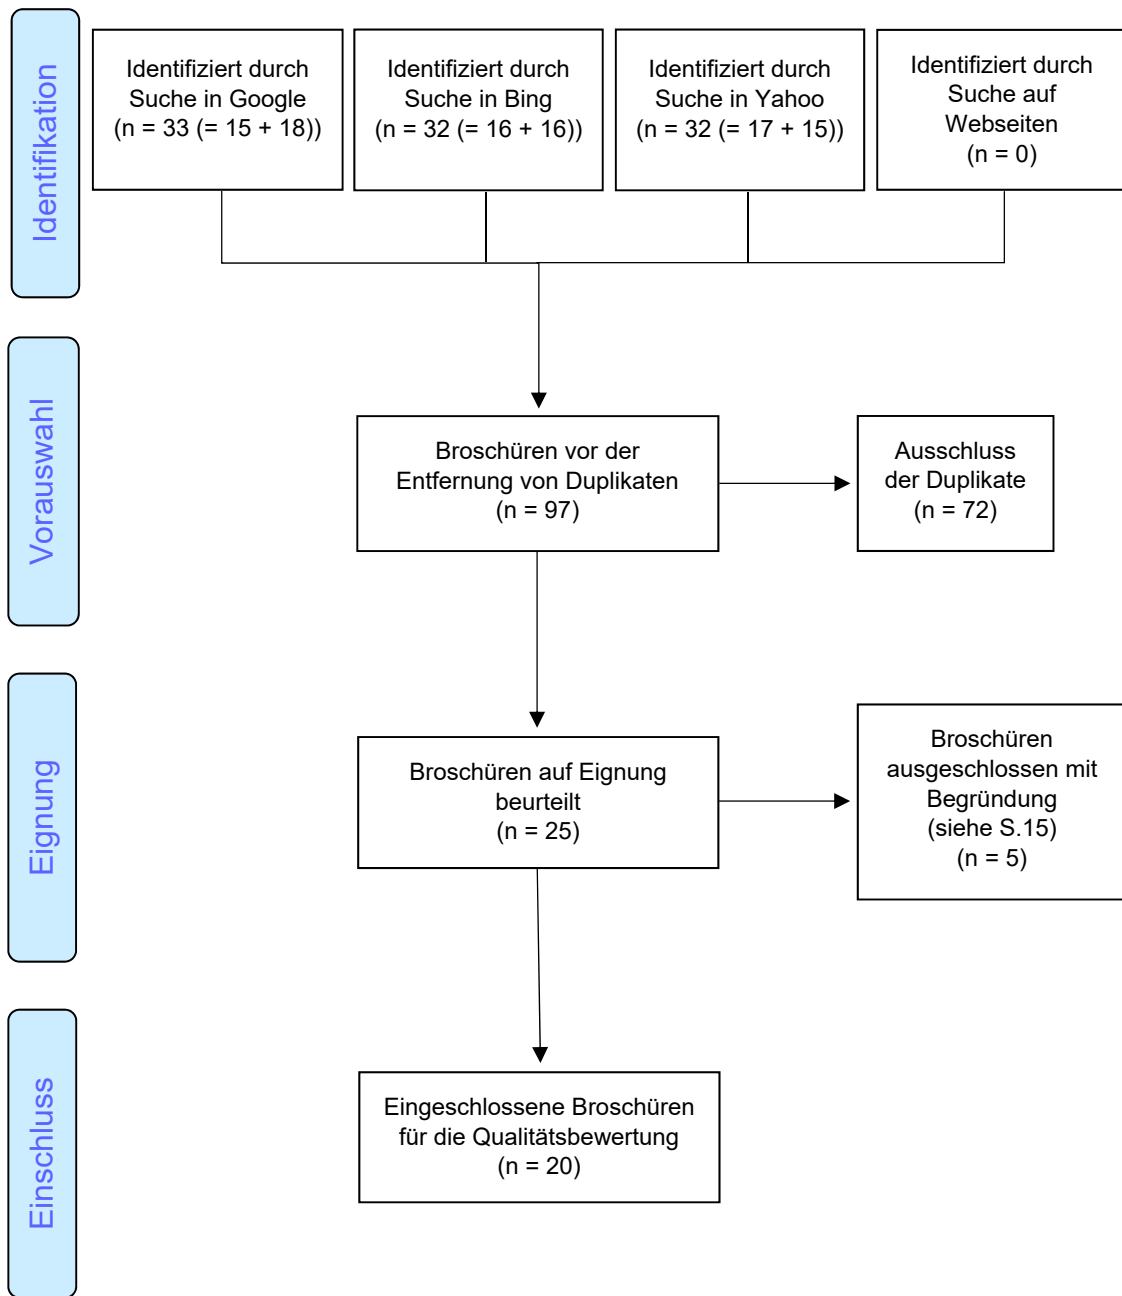 Identifikation
Identifiziert durch
Suche in Google
(n = 33 (= 15 + 18))
Identifiziert durch
Suche in Bing
(n = 32 (= 16 + 16))
Identifiziert durch
Suche in Yahoo
(n = 32 (= 17 + 15))
Identifiziert durch
Suche auf
Webseiten
(n = 0)
Vorauswahl
Broschüren vor der
Entfernung von Duplikaten
(n = 97)
Ausschluss
der Duplikate
(n = 72)
Eignung
Broschüren auf Eignung
beurteilt
(n = 25)
Broschüren
ausgeschlossen mit
Begründung
(siehe S.15)
(n = 5)
Einschluss
Eingeschlossene Broschüren
für die Qualitätsbewertung
(n = 20)